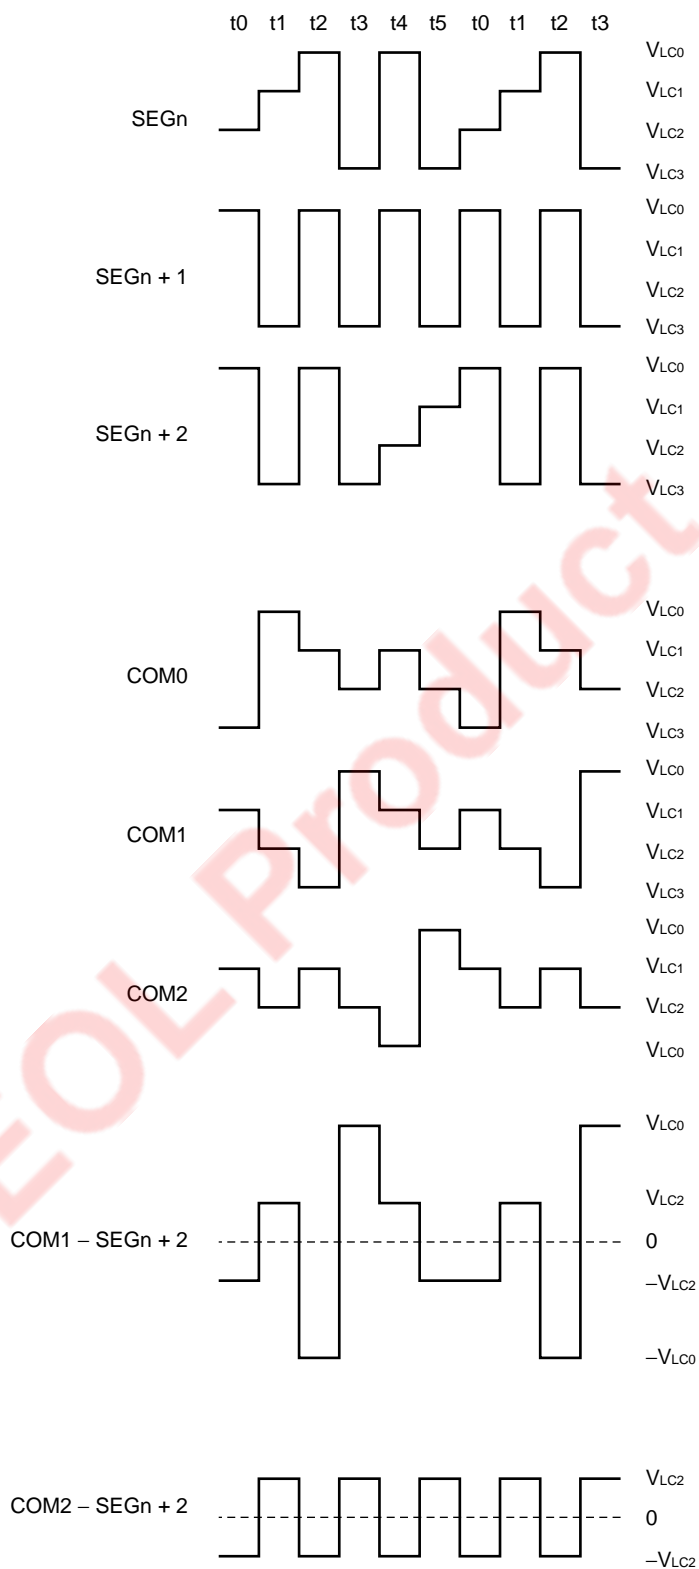 t0 t1 t2 t3 t4 t5 t0 t1 t2 t3
VLC0
VLC1
SEGn
VLC2
VLC3
VLC0
VLC1
SEGn + 1
VLC2
VLC3
VLC0
VLC1
SEGn + 2
VLC2
VLC3
VLC0
VLC1
COM0
VLC2
VLC3
VLC0
VLC1
COM1
VLC2
VLC3
VLC0
VLC1
COM2
VLC2
VLC0
VLC0
VLC2
COM1 – SEGn + 2
0
–VLC2
–VLC0
VLC2
COM2 – SEGn + 2
0
–VLC2
EOL Product